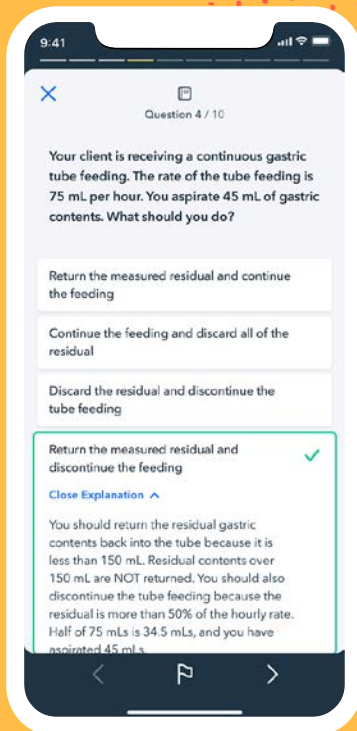 9:41
Question 4 / 10
Your client is receiving a continuous gastric
tube feeding. The rate of the tube feeding is
75 mL per hour. You aspirate 45 mL of gastric
contents. What should you do?
Return the measured residual and continue
the feeding
Continue the feeding and discard all of the
residual
Discard the residual and discontinue the
tube feeding
Return the measured residual and
discontinue the feeding
Close Explanation
You should return the residual gastric
contents back into the tube because it is
less than 150 mL. Residual contents over
150 mL are NOT returned. You should also
discontinue the tube feeding because the
residual is more than 50% of the hourly rate.
Half of 75 mLs is 34.5 mLs, and you have
aspirated 45 mLs.